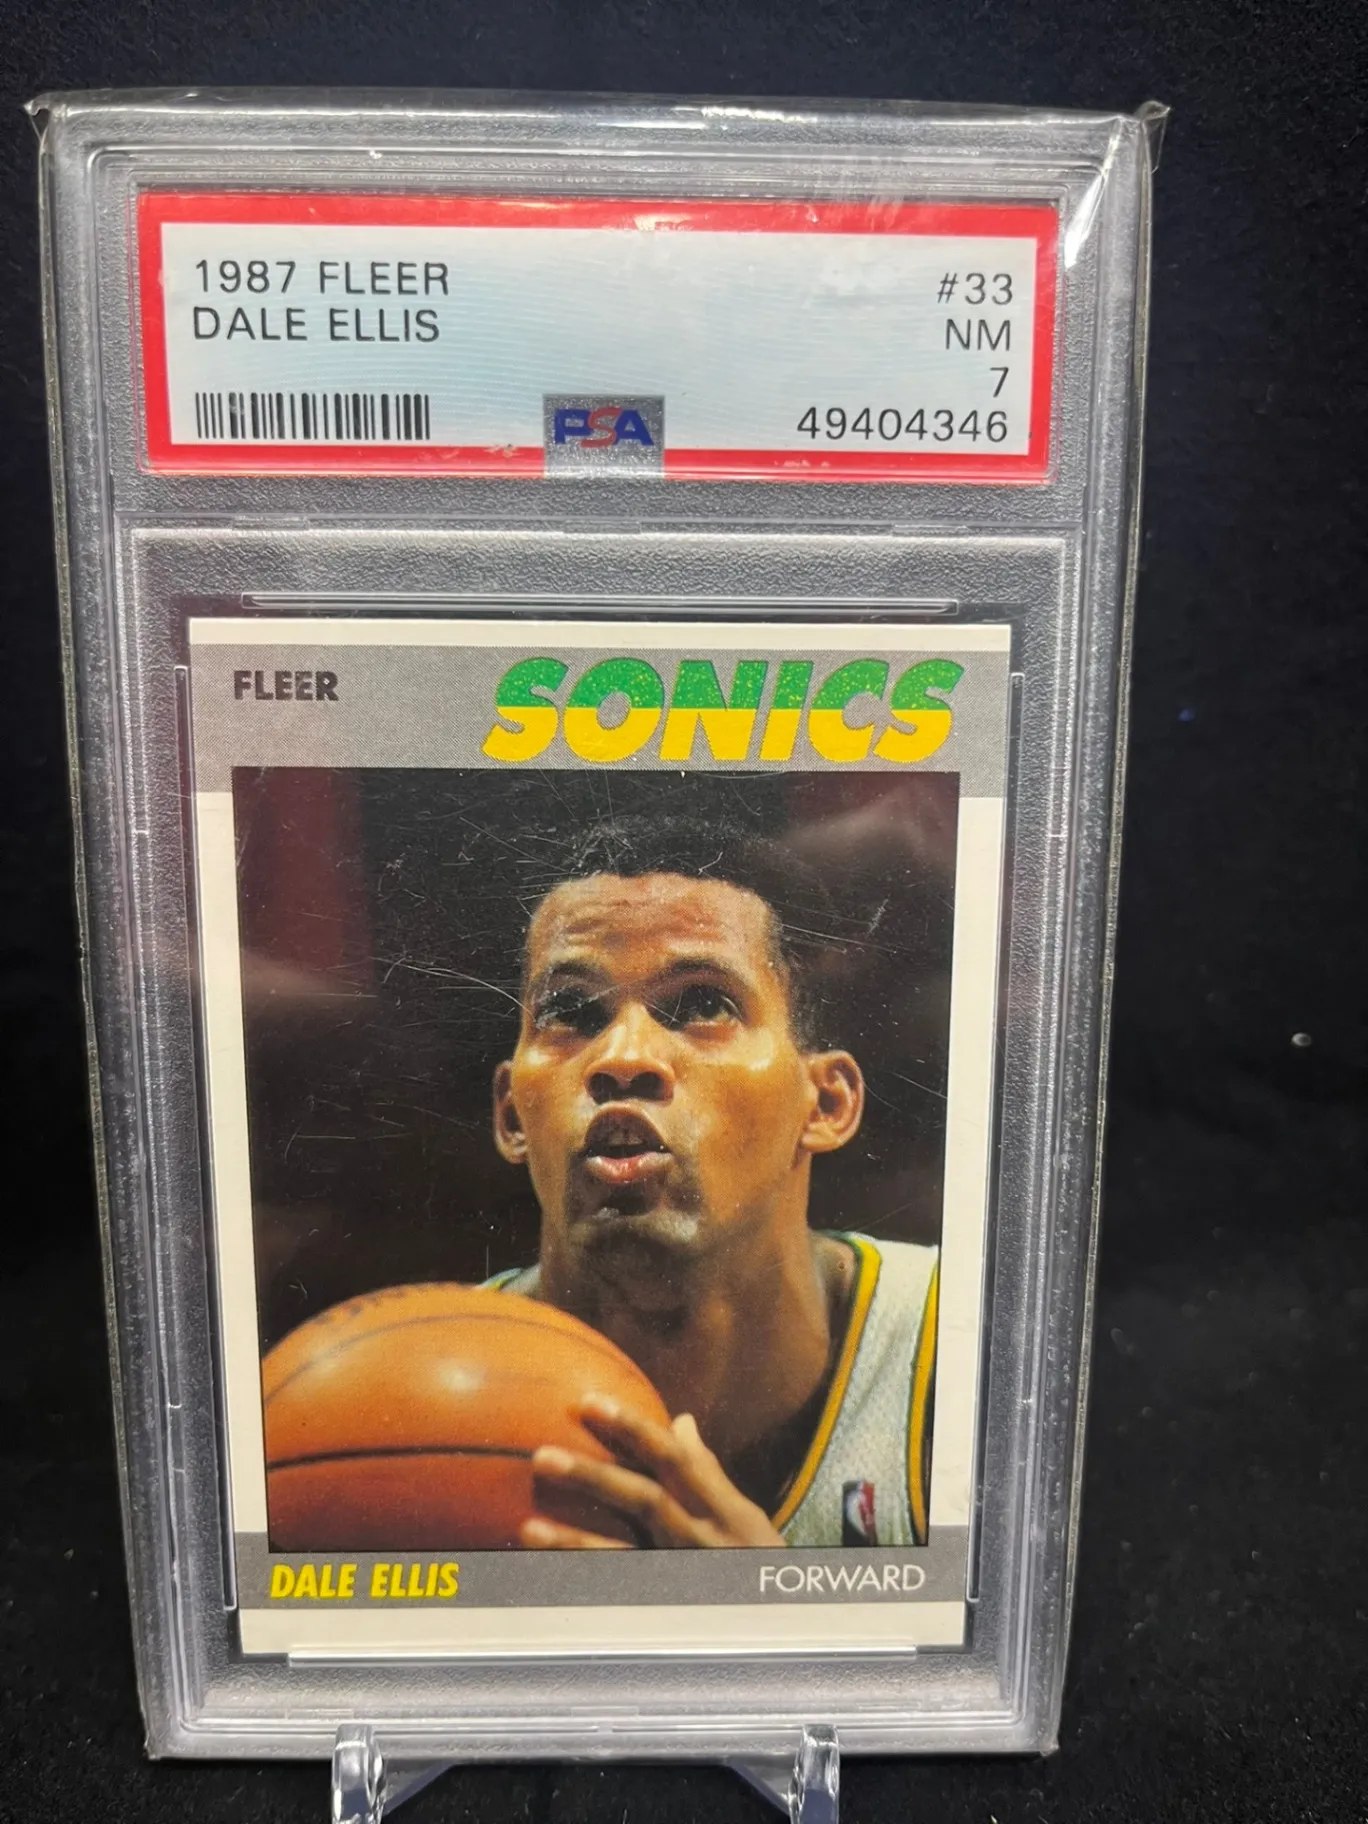 1987 FLEER #33
DALE ELLIS NM
7
PSA 49404346
FLEER SONICS
DALE ELLIS FORWARD